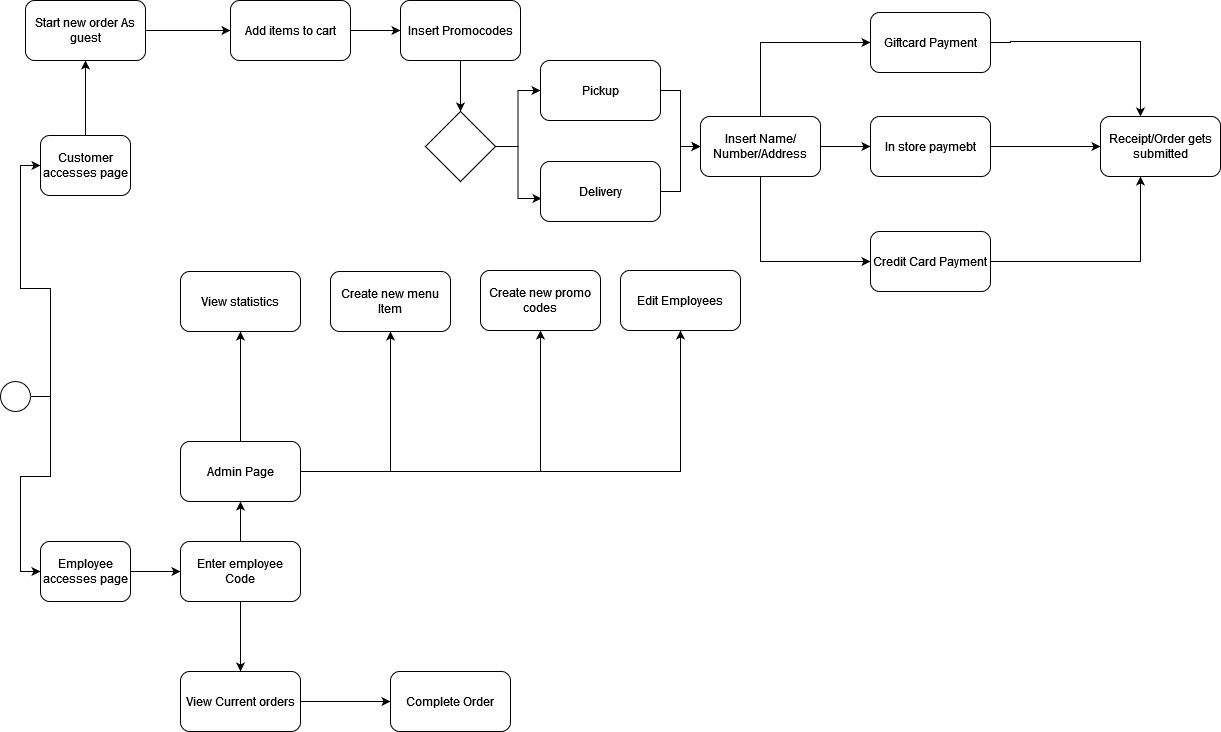 Start new order As
guest
Add items to cart
Insert Promocodes
Giftcard Payment
Pickup
Customer
accesses page
Insert Name/
Number/Address
In store paymebt
Receipt/Order gets
submitted
Delivery
Credit Card Payment
View statistics
Create new menu
Item
Create new promo
codes
Edit Employees
Admin Page
Employee
accesses page
Enter employee
Code
View Current orders
Complete Order